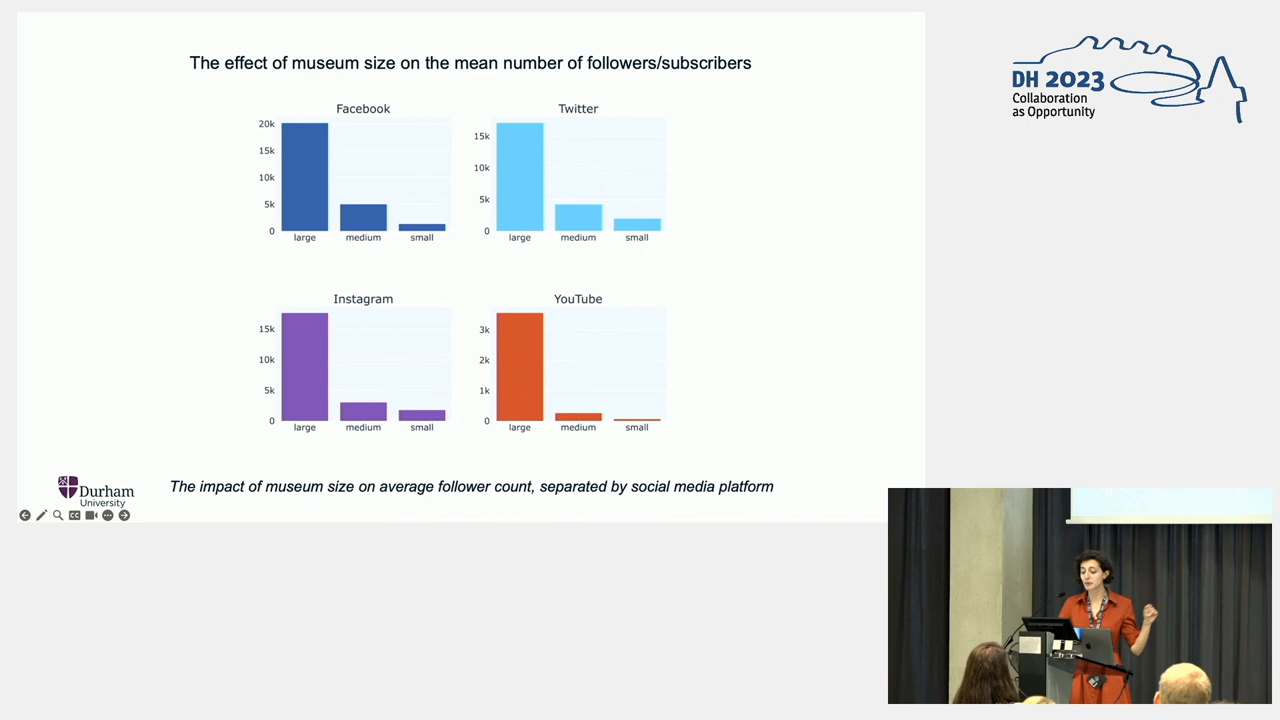 The effect of museum size on the mean number of followers/subscribers
Facebook
20k
15k
10k
5k
0
large medium small
Twitter
15k
10k
5k
0
large medium small
Instagram
15k
10k
5k
0
large medium small
YouTube
3k
2k
1k
0
large medium small
The impact of museum size on average follower count, separated by social media platform
Durham
University
CC
DH 2023
Collaboration
as Opportunity